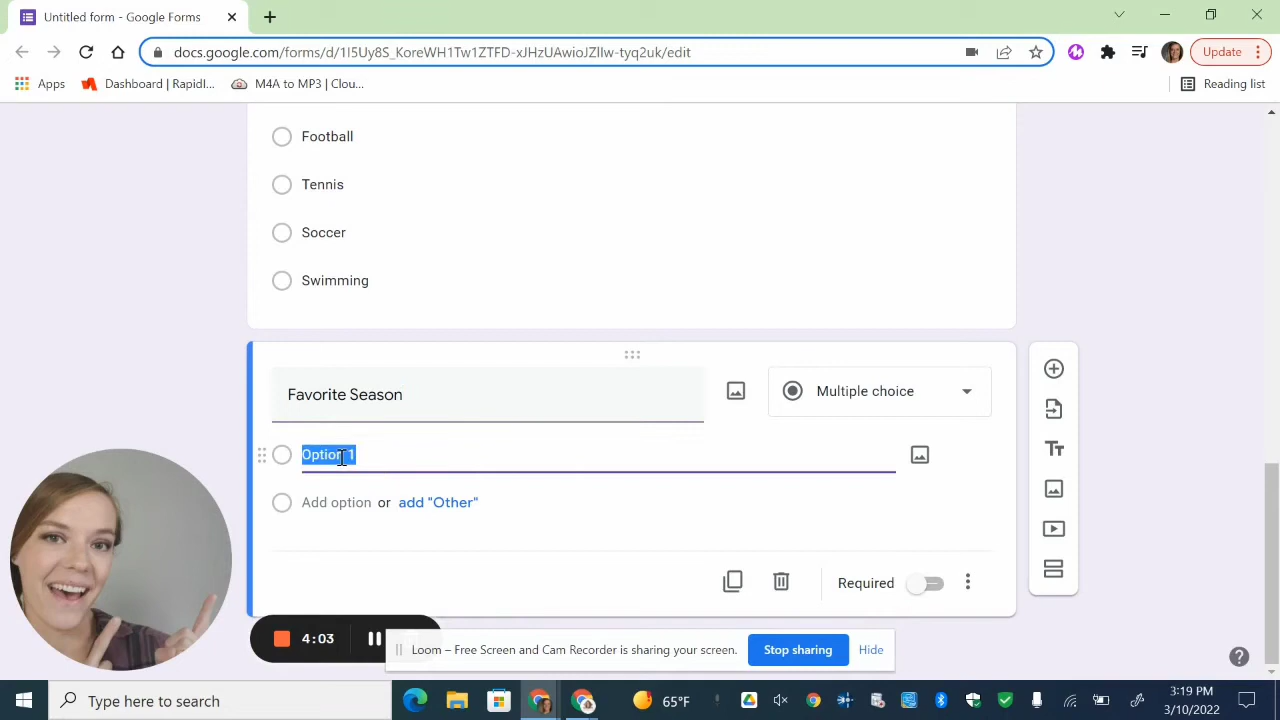 Untitled form - Google Forms
docs.google.com/forms/d/1I5Uy8S_KoreWH1Tw1ZTFD-xJHzUAwioJZllw-tyq2uk/edit
Update
Apps
Dashboard | Rapidl...
M4A to MP3 | Clou...
Reading list
Football
Tennis
Soccer
Swimming
Favorite Season
Multiple choice
Option 1
Add option or add "Other"
Required
4:03
Loom – Free Screen and Cam Recorder is sharing your screen.
Stop sharing
Hide
Type here to search
65°F
3:19 PM
3/10/2022